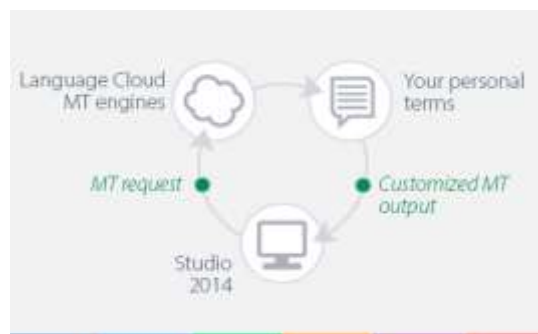 Language Cloud
MT engines
Your personal
terms
MT request
Customized MT
output
Studio
2014